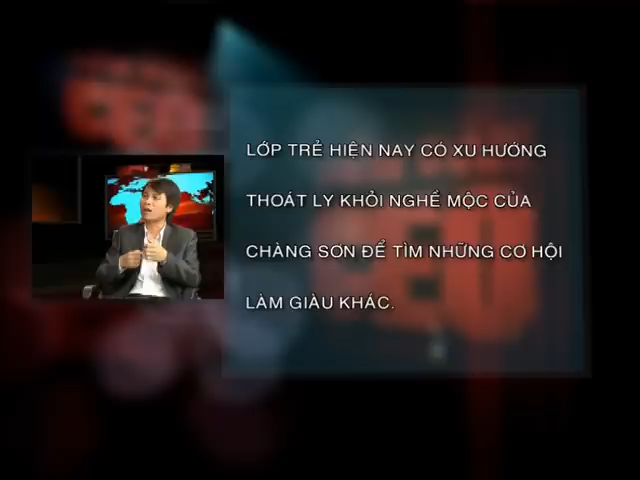 LỚP TRẺ HIỆN NAY CÓ XU HƯỚNG
THOÁT LY KHỎI NGHỀ MỘC CỦA
CHÀNG SƠN ĐỂ TÌM NHỮNG CƠ HỘI
LÀM GIÀU KHÁC.